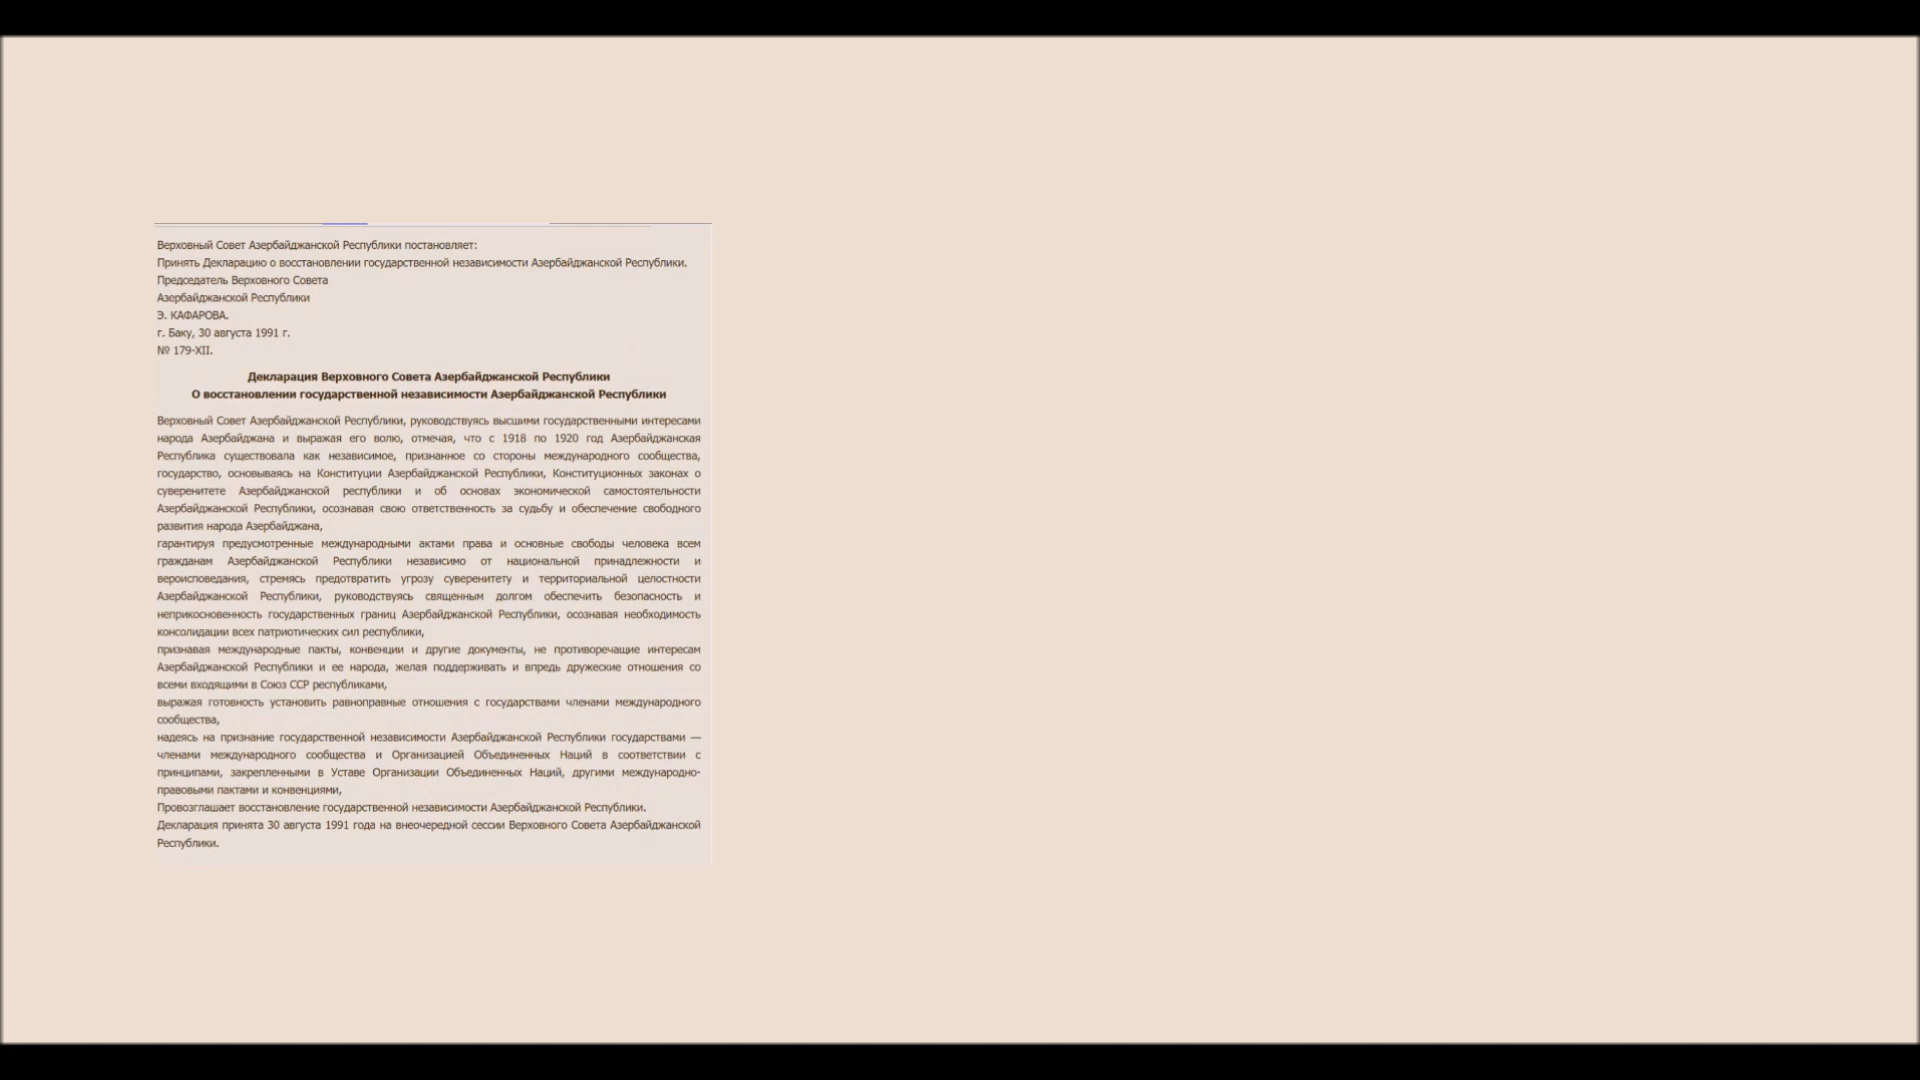 Верховный Совет Азербайджанской Республики постановляет:
Принять Декларацию о восстановлении государственной независимости Азербайджанской Республики.
Председатель Верховного Совета
Азербайджанской Республики
Э. КАФАРОВА.
г. Баку, 30 августа 1991 г.
№ 179-XII.
Декларация Верховного Совета Азербайджанской Республики
О восстановлении государственной независимости Азербайджанской Республики
Верховный Совет Азербайджанской Республики, руководствуясь высшими государственными интересами
народа Азербайджана и выражая его волю, отмечая, что с 1918 по 1920 год Азербайджанская
Республика существовала как независимое, признанное со стороны международного сообщества,
государство, основываясь на Конституции Азербайджанской Республики, Конституционных законах о
суверенитете Азербайджанской республики и об основах экономической самостоятельности
Азербайджанской Республики, осознавая свою ответственность за судьбу и обеспечение свободного
развития народа Азербайджана,
гарантируя предусмотренные международными актами права и основные свободы человека всем
гражданам Азербайджанской Республики независимо от национальной принадлежности и
вероисповедания, стремясь предотвратить угрозу суверенитету и территориальной целостности
Азербайджанской Республики, руководствуясь священным долгом обеспечить безопасность и
неприкосновенность государственных границ Азербайджанской Республики, осознавая необходимость
консолидации всех патриотических сил республики,
признавая международные пакты, конвенции и другие документы, не противоречащие интересам
Азербайджанской Республики и ее народа, желая поддерживать и впредь дружеские отношения со
всеми входящими в Союз ССР республиками,
выражая готовность установить равноправные отношения с государствами членами международного
сообщества,
надеясь на признание государственной независимости Азербайджанской Республики государствами —
членами международного сообщества и Организацией Объединенных Наций в соответствии с
принципами, закрепленными в Уставе Организации Объединенных Наций, другими международно-
правовыми пактами и конвенциями,
Провозглашает восстановление государственной независимости Азербайджанской Республики.
Декларация принята 30 августа 1991 года на внеочередной сессии Верховного Совета Азербайджанской
Республики.